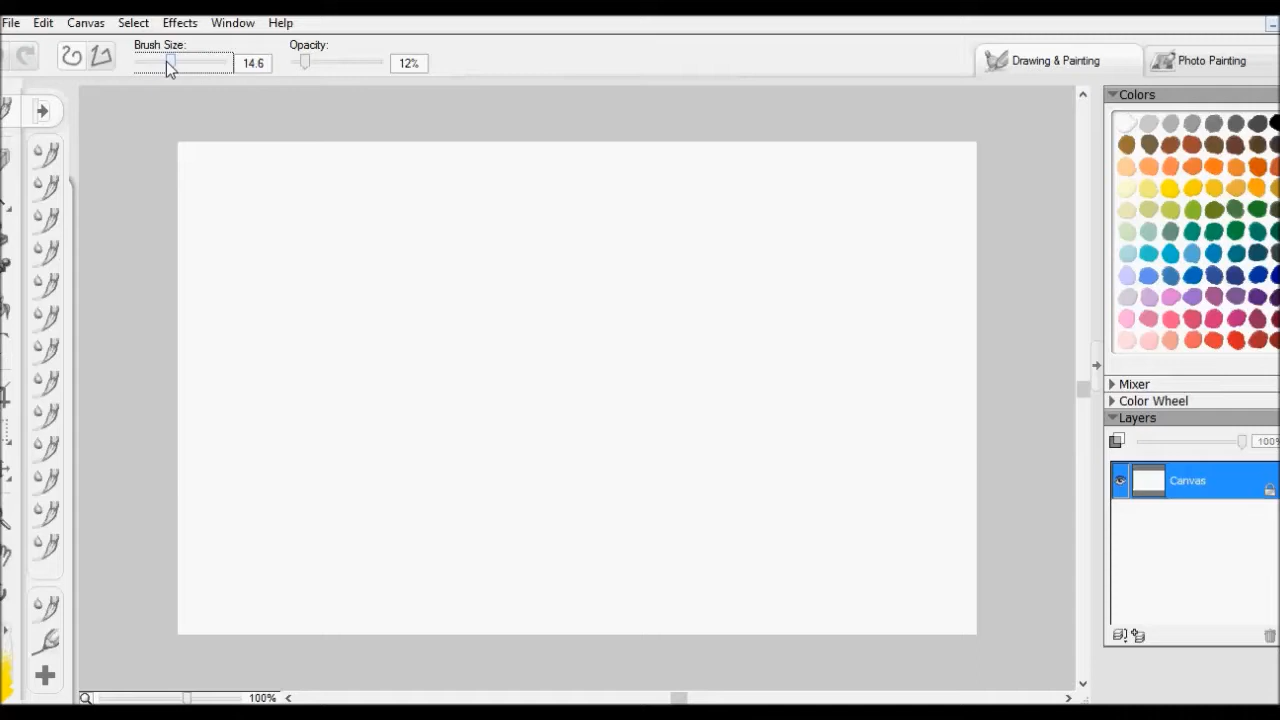 File Edit Canvas Select Effects Window Help
Brush Size: 14.6 Opacity: 12%
Drawing & Painting Photo Painting
Colors
Mixer
Color Wheel
Layers
100%
Canvas
100%